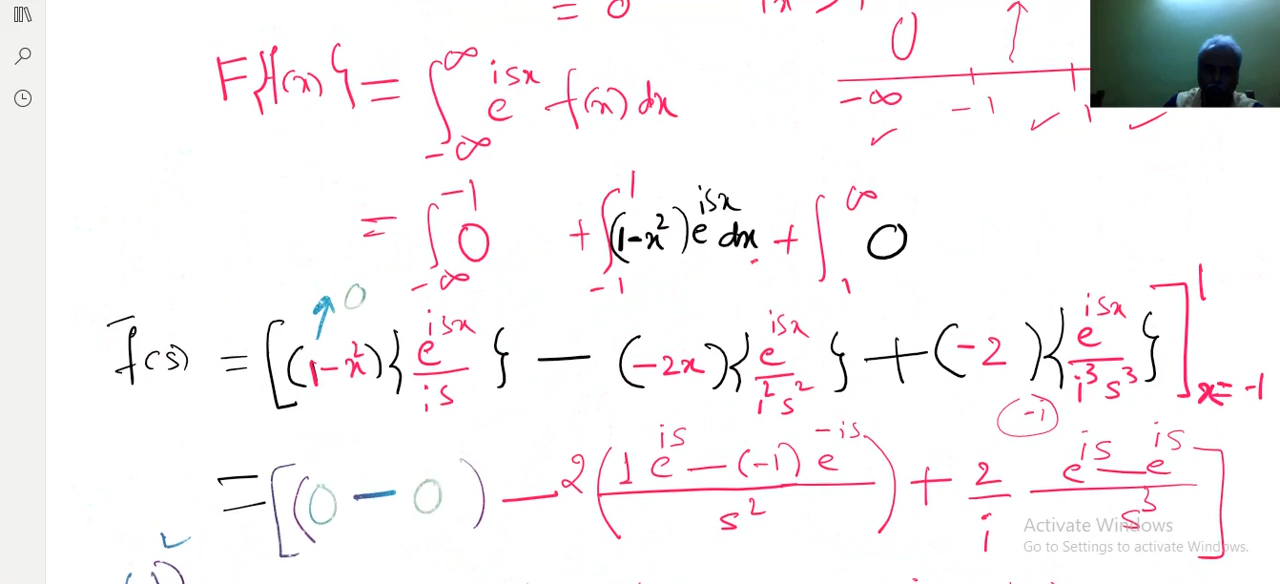 = 0
0
-∞ -1 1
F{f(x)} = ∫_{-∞}^{∞} e^{isx} f(x) dx
= ∫_{-∞}^{-1} 0 + ∫_{-1}^{1} (1-x²) e^{isx} dx + ∫_{1}^{∞} 0
0
f̄(s) = [(1-x²){e^{isx}/is} - (-2x){e^{isx}/i²s²} + (-2){e^{isx}/i³s³}]_{x=-1}^{1}
(-i)
= [(0 - 0) - 2((1e^{is} - (-1)e^{-is})/s²) + 2/i (e^{is} - e^{is})/s³]
Activate Windows
Go to Settings to activate Windows.